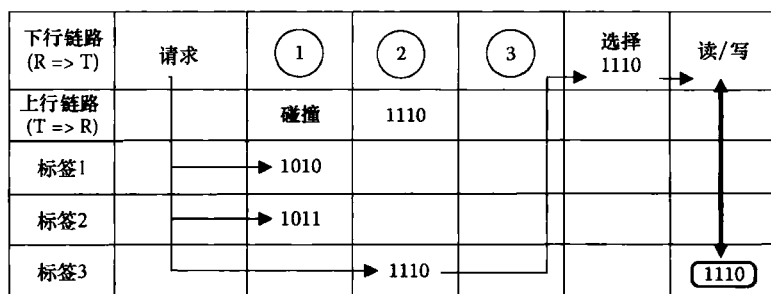 下行链路
(R => T)
请求
1
2
3
选择
1110
读/写
上行链路
(T => R)
碰撞
1110
标签1
1010
标签2
1011
标签3
1110
1110